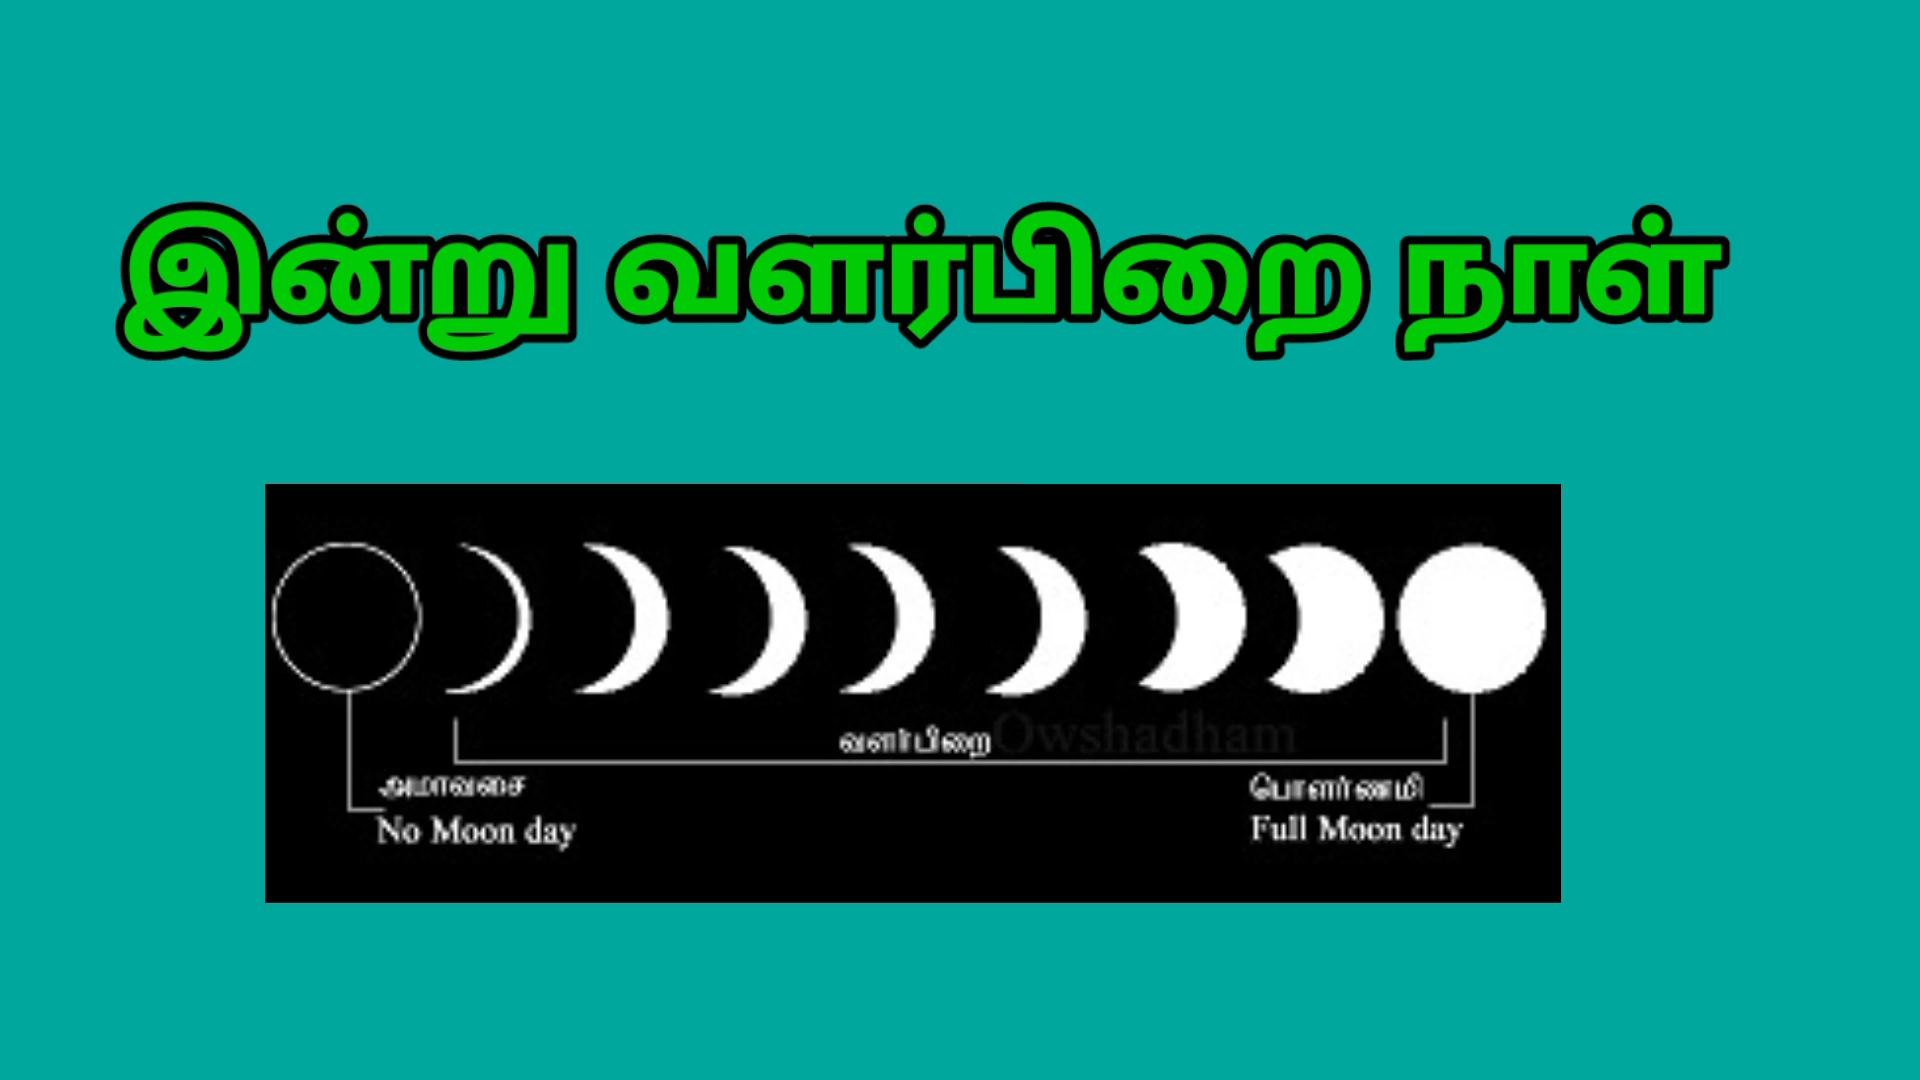 இன்று வளர்பிறை நாள்
வளர்பிறை
Owshadham
அமாவசை
No Moon day
பௌர்ணமி
Full Moon day